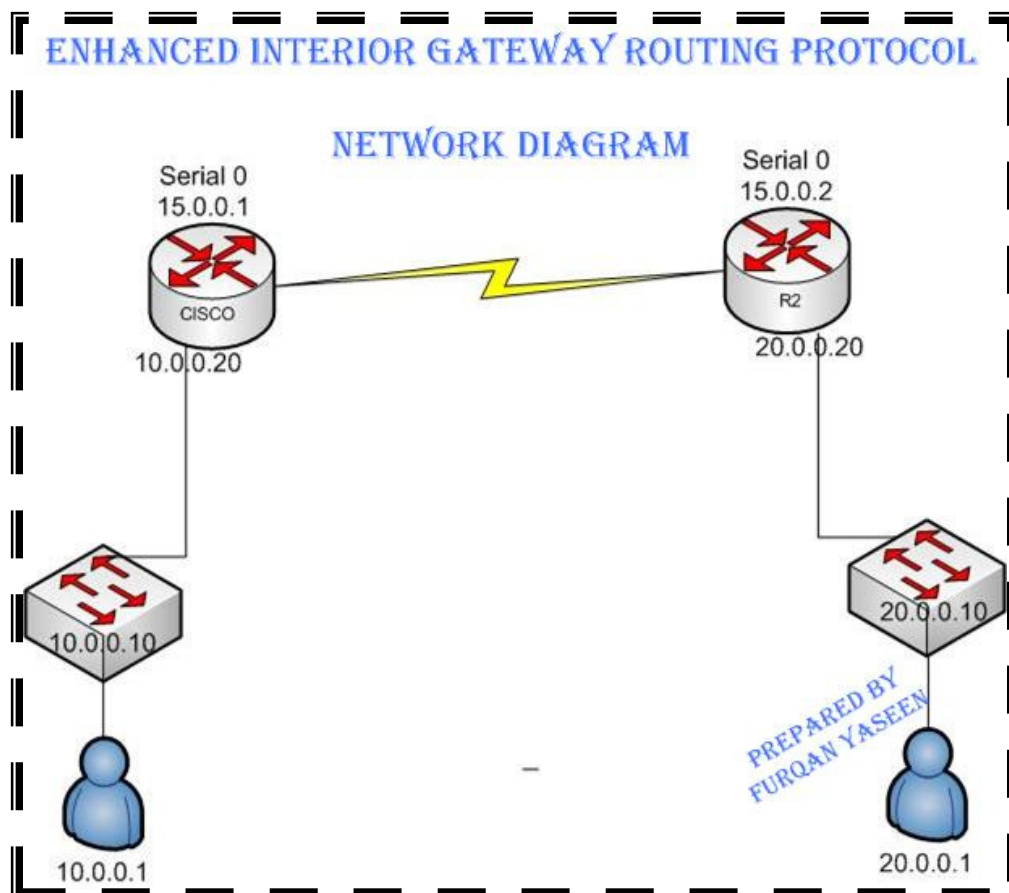 ENHANCED INTERIOR GATEWAY ROUTING PROTOCOL
NETWORK DIAGRAM
Serial 0
15.0.0.1
Serial 0
15.0.0.2
CISCO
R2
10.0.0.20
20.0.0.20
10.0.0.10
20.0.0.10
PREPARED BY
FURQAN YASEEN
10.0.0.1
20.0.0.1